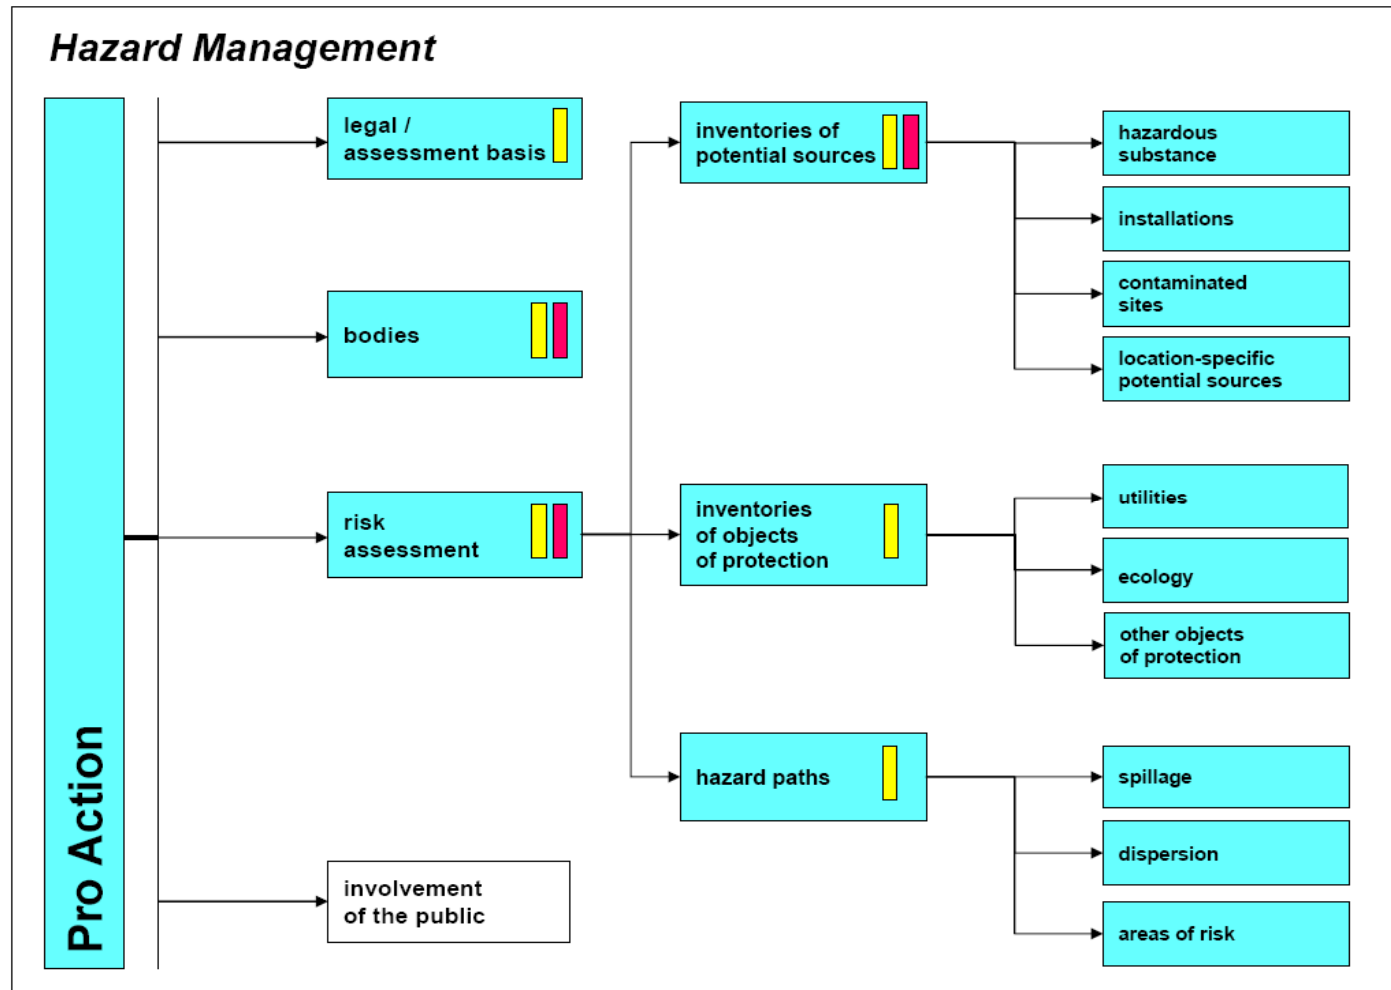 Hazard Management
Pro Action
legal /
assessment basis
bodies
risk
assessment
involvement
of the public
inventories of
potential sources
inventories
of objects
of protection
hazard paths
hazardous
substance
installations
contaminated
sites
location-specific
potential sources
utilities
ecology
other objects
of protection
spillage
dispersion
areas of risk